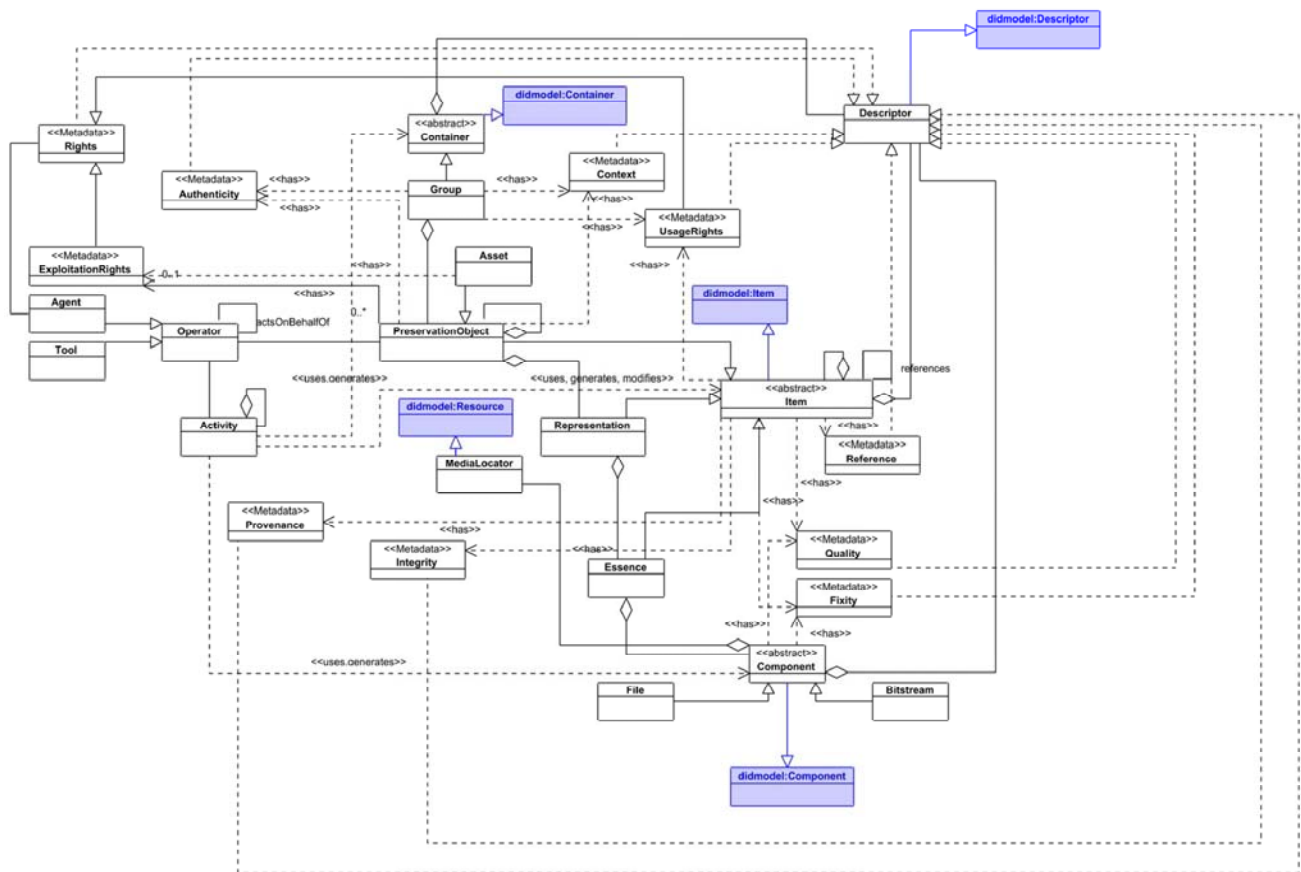 didmodel:Descriptor
didmodel:Container
Descriptor
<<abstract>>
Container
<<Metadata>>
Rights
<<Metadata>>
Context
<<Metadata>>
Authenticity
<<has>>
<<has>>
Group
<<has>>
<<Metadata>>
UsageRights
<<has>>
<<has>>
<<Metadata>>
ExploitationRights
0..1
<<has>>
Asset
<<has>>
didmodel:Item
Agent
Operator
actsOnBehalfOf
0..*
PreservationObject
Tool
<<uses,generates>>
<<uses, generates, modifies>>
<<abstract>>
Item
references
didmodel:Resource
Activity
Representation
<<has>>
<<Metadata>>
Reference
MediaLocator
<<has>>
<<has>>
<<Metadata>>
Provenance
<<has>>
<<Metadata>>
Quality
<<Metadata>>
Integrity
<<has>>
Essence
<<Metadata>>
Fixity
<<has>>
<<has>>
<<abstract>>
Component
<<uses,generates>>
File
Bitstream
didmodel:Component